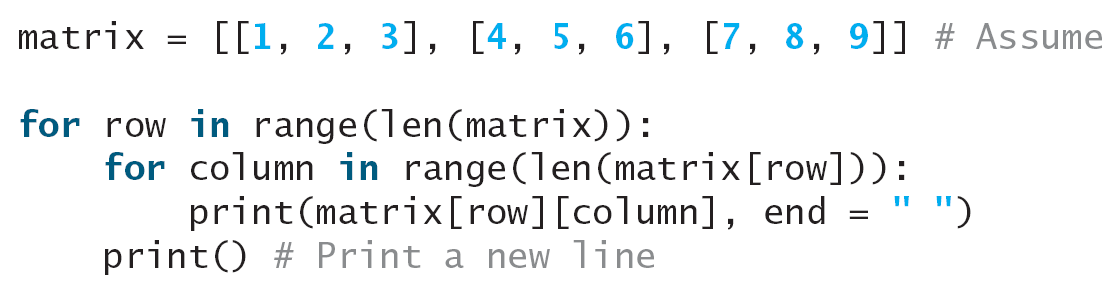 matrix = [[1, 2, 3], [4, 5, 6], [7, 8, 9]] # Assume
for row in range(len(matrix)):
    for column in range(len(matrix[row])):
        print(matrix[row][column], end = " ")
    print() # Print a new line